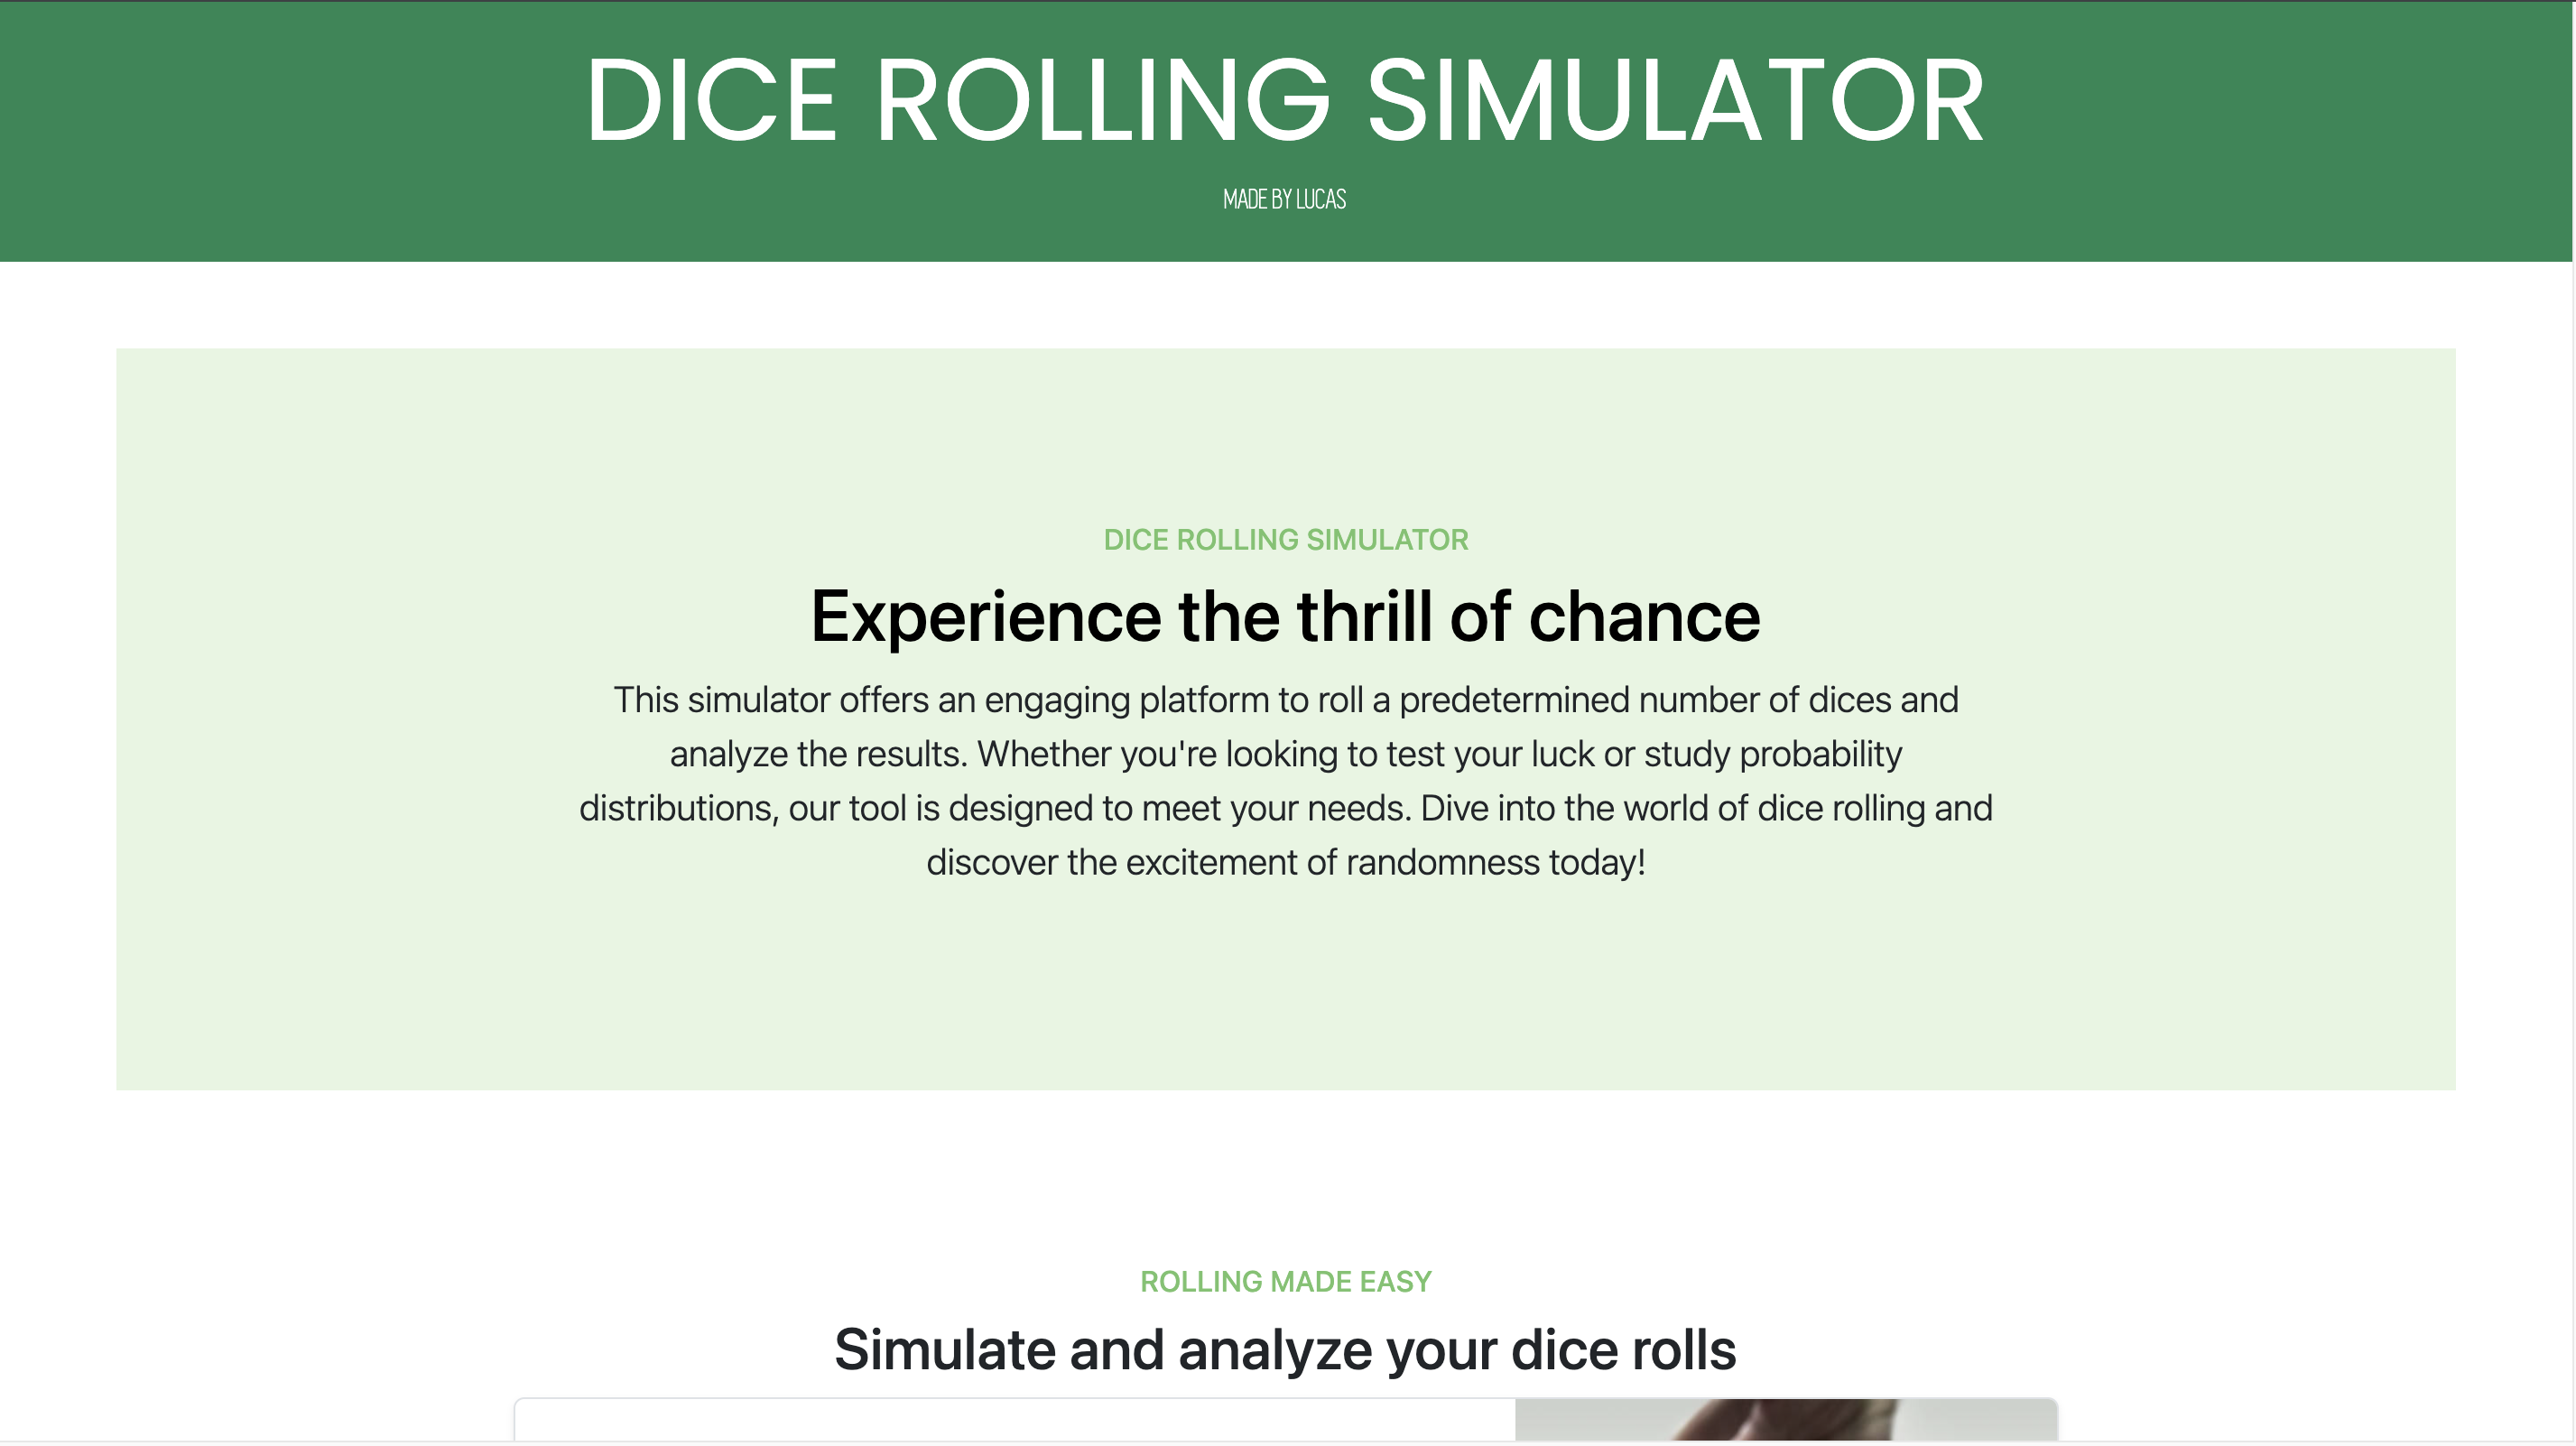 DICE ROLLING SIMULATOR
MADE BY LUCAS
DICE ROLLING SIMULATOR
Experience the thrill of chance
This simulator offers an engaging platform to roll a predetermined number of dices and
analyze the results. Whether you're looking to test your luck or study probability
distributions, our tool is designed to meet your needs. Dive into the world of dice rolling and
discover the excitement of randomness today!
ROLLING MADE EASY
Simulate and analyze your dice rolls